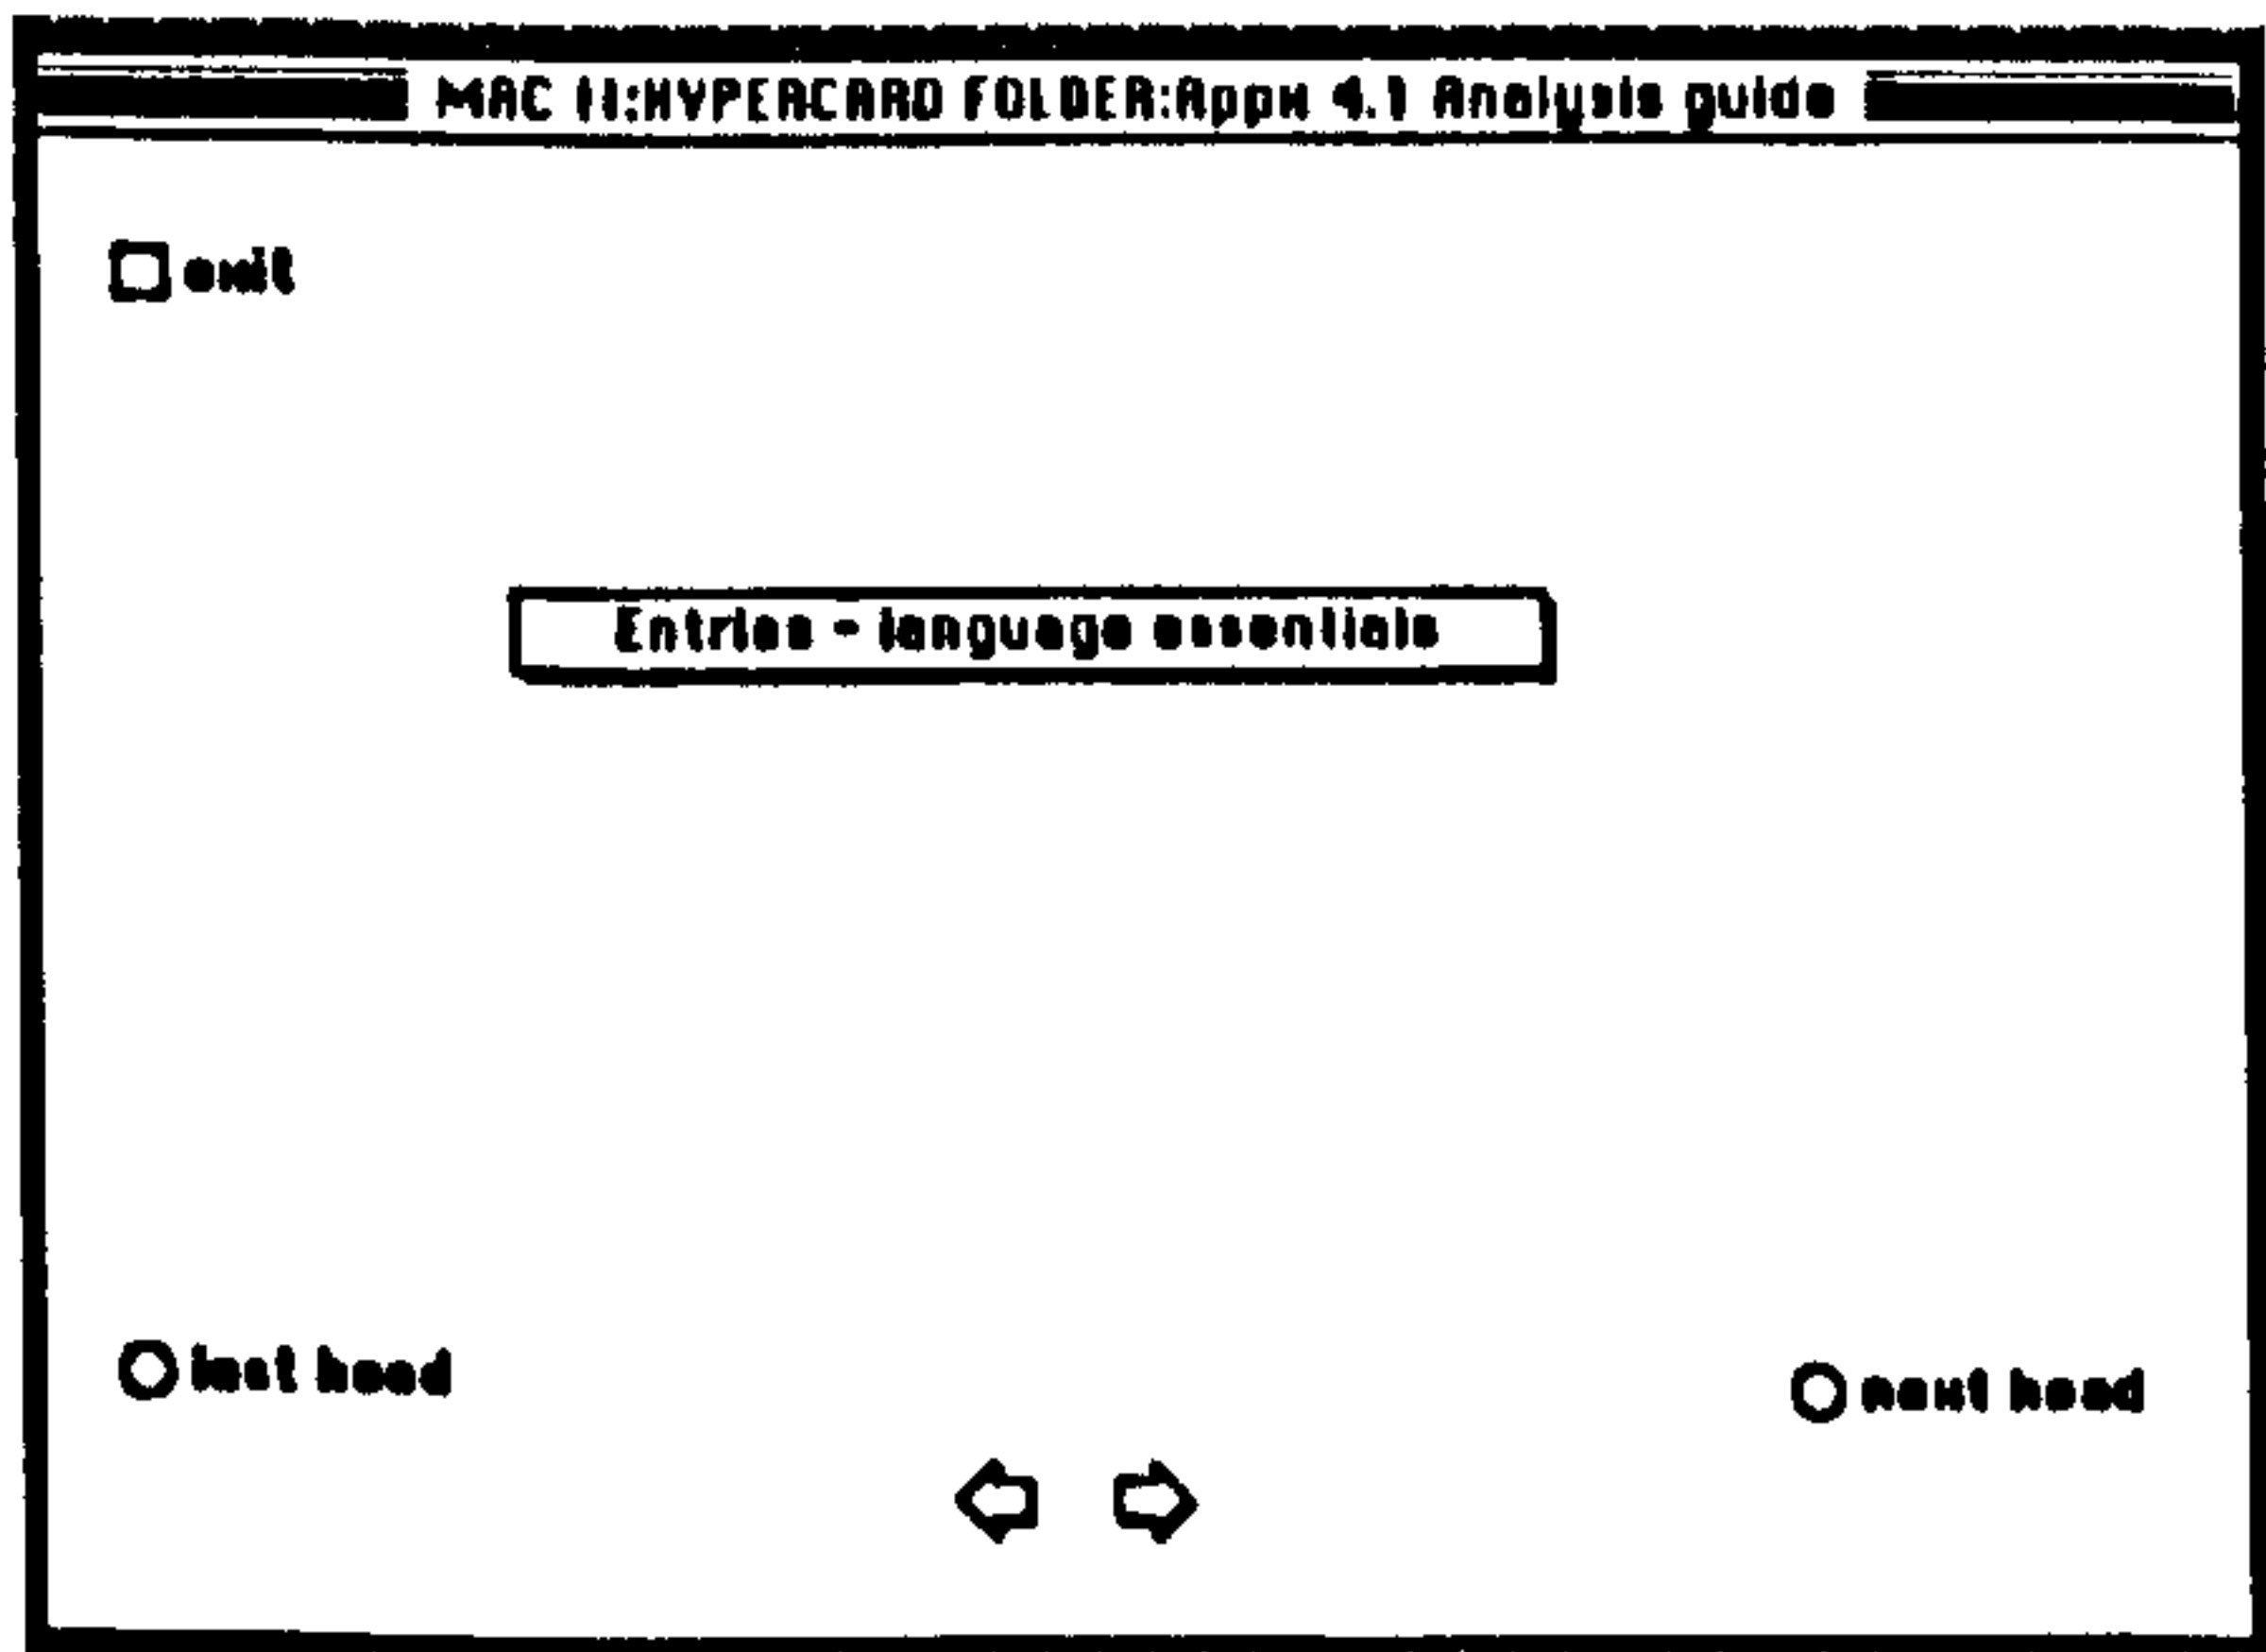 MAC II:HYPERCARD FOLDER:Appx 4.1 Analysis guide
exit
Entries - language essentials
last head
next head